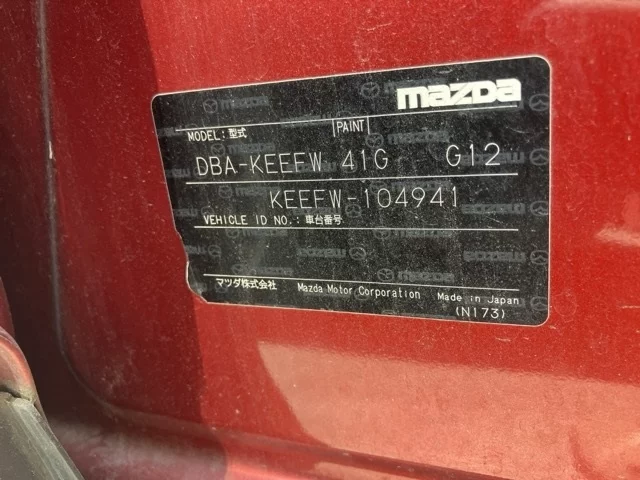 mazda
MODEL:型式 PAINT
DBA-KEEFW 41G G12
KEEFW-104941
VEHICLE ID NO.:車台番号
マツダ株式会社 Mazda Motor Corporation Made in Japan
(N173)